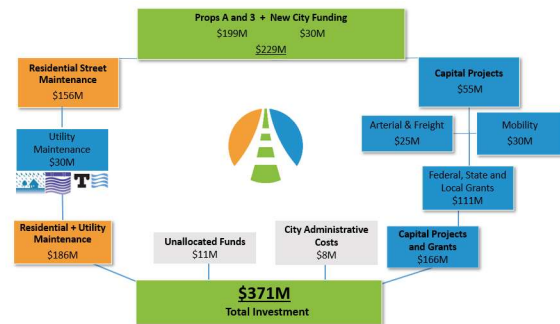 Props A and 3 + New City Funding
$199M $30M
$229M
Residential Street
Maintenance
$156M
Capital Projects
$55M
Utility
Maintenance
$30M
Arterial & Freight
$25M
Mobility
$30M
T
Federal, State and
Local Grants
$111M
Residential + Utility
Maintenance
$186M
Unallocated Funds
$11M
City Administrative
Costs
$8M
Capital Projects
and Grants
$166M
$371M
Total Investment